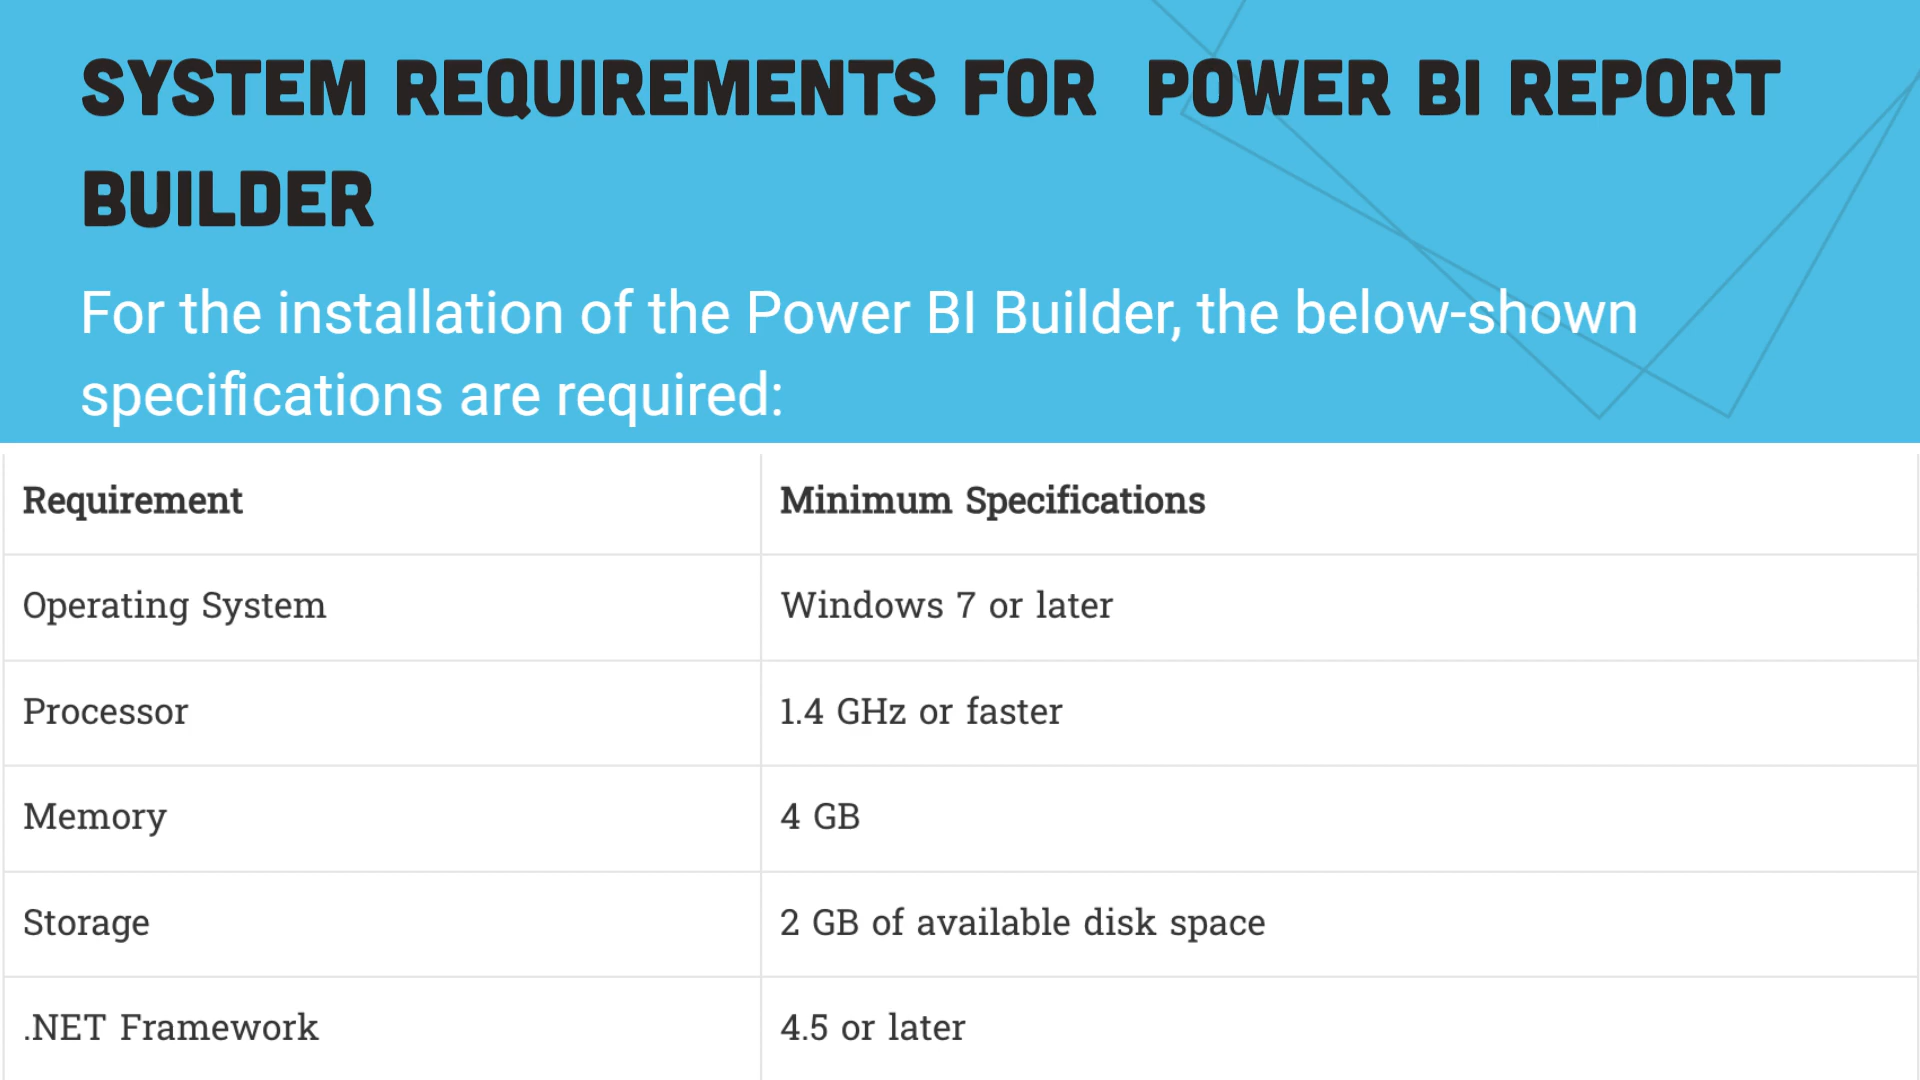 SYSTEM REQUIREMENTS FOR POWER BI REPORT
BUILDER
For the installation of the Power BI Builder, the below-shown
specifications are required:
Requirement Minimum Specifications
Operating System Windows 7 or later
Processor 1.4 GHz or faster
Memory 4 GB
Storage 2 GB of available disk space
.NET Framework 4.5 or later